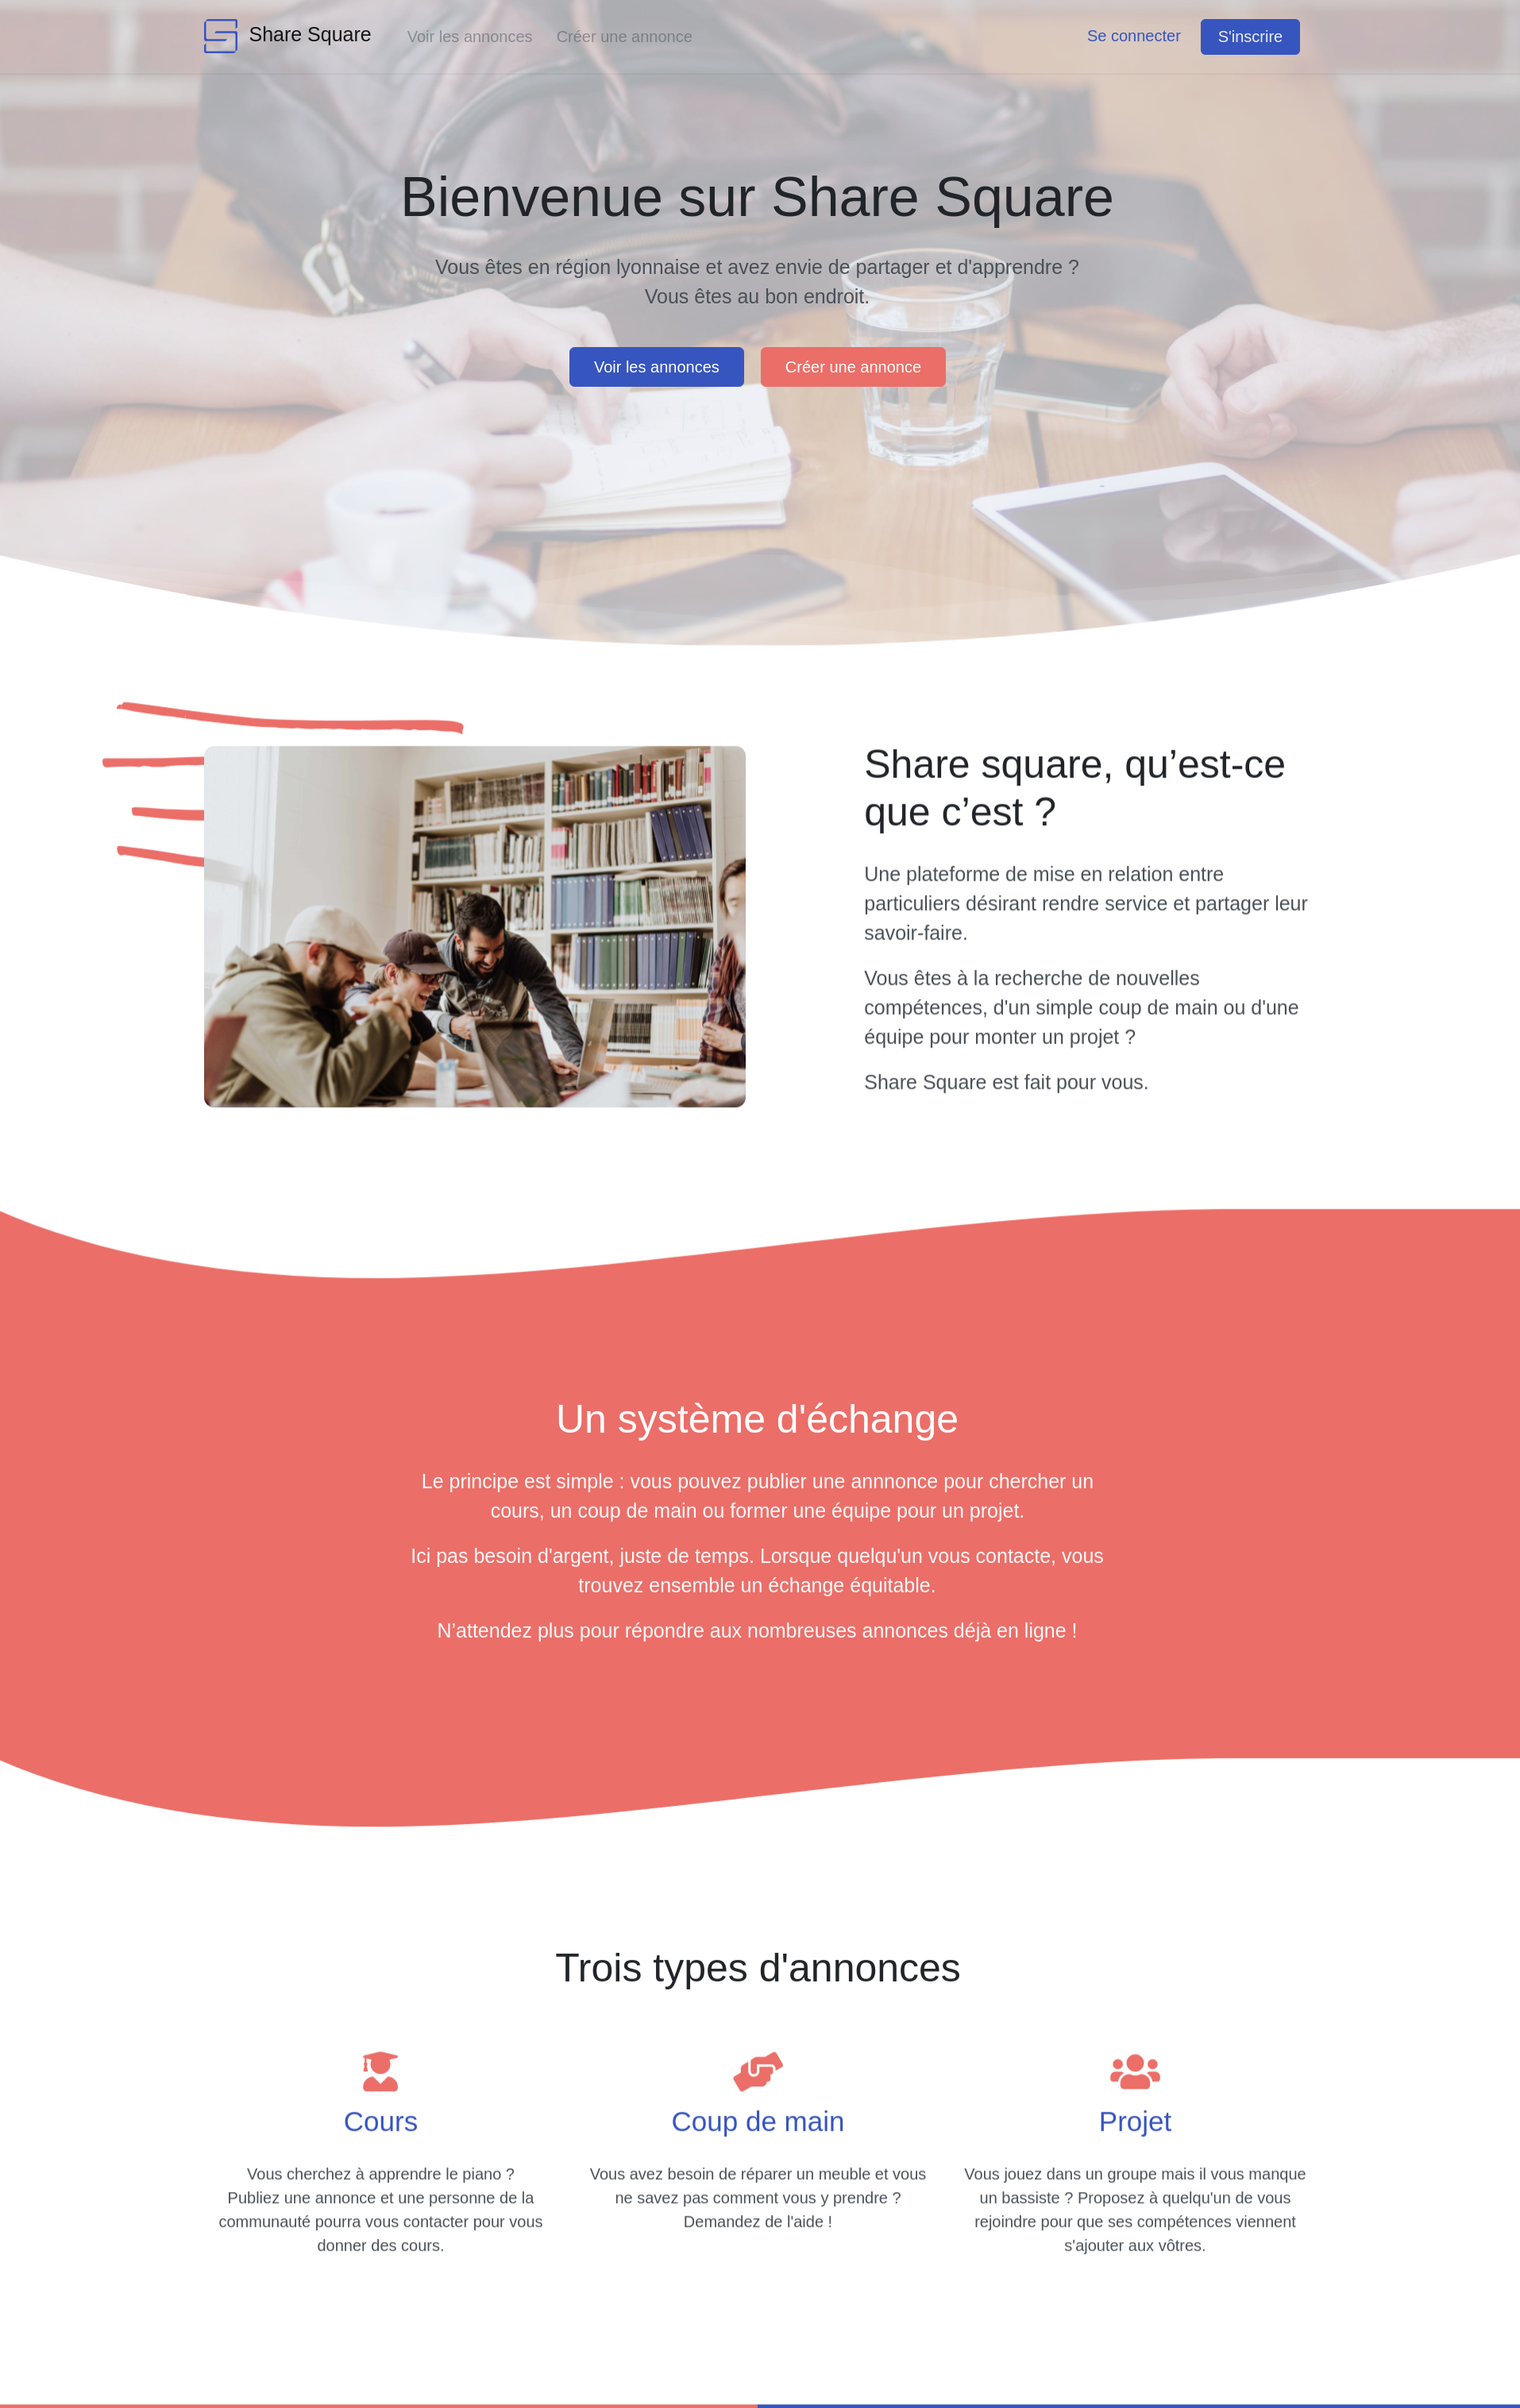 Share Square
Voir les annonces
Créer une annonce
Se connecter
S'inscrire
Bienvenue sur Share Square
Vous êtes en région lyonnaise et avez envie de partager et d'apprendre ?
Vous êtes au bon endroit.
Voir les annonces
Créer une annonce
Share square, qu’est-ce
que c’est ?
Une plateforme de mise en relation entre
particuliers désirant rendre service et partager leur
savoir-faire.
Vous êtes à la recherche de nouvelles
compétences, d'un simple coup de main ou d'une
équipe pour monter un projet ?
Share Square est fait pour vous.
Un système d'échange
Le principe est simple : vous pouvez publier une annnonce pour chercher un
cours, un coup de main ou former une équipe pour un projet.
Ici pas besoin d'argent, juste de temps. Lorsque quelqu'un vous contacte, vous
trouvez ensemble un échange équitable.
N’attendez plus pour répondre aux nombreuses annonces déjà en ligne !
Trois types d'annonces
Cours
Vous cherchez à apprendre le piano ?
Publiez une annonce et une personne de la
communauté pourra vous contacter pour vous
donner des cours.
Coup de main
Vous avez besoin de réparer un meuble et vous
ne savez pas comment vous y prendre ?
Demandez de l'aide !
Projet
Vous jouez dans un groupe mais il vous manque
un bassiste ? Proposez à quelqu'un de vous
rejoindre pour que ses compétences viennent
s'ajouter aux vôtres.